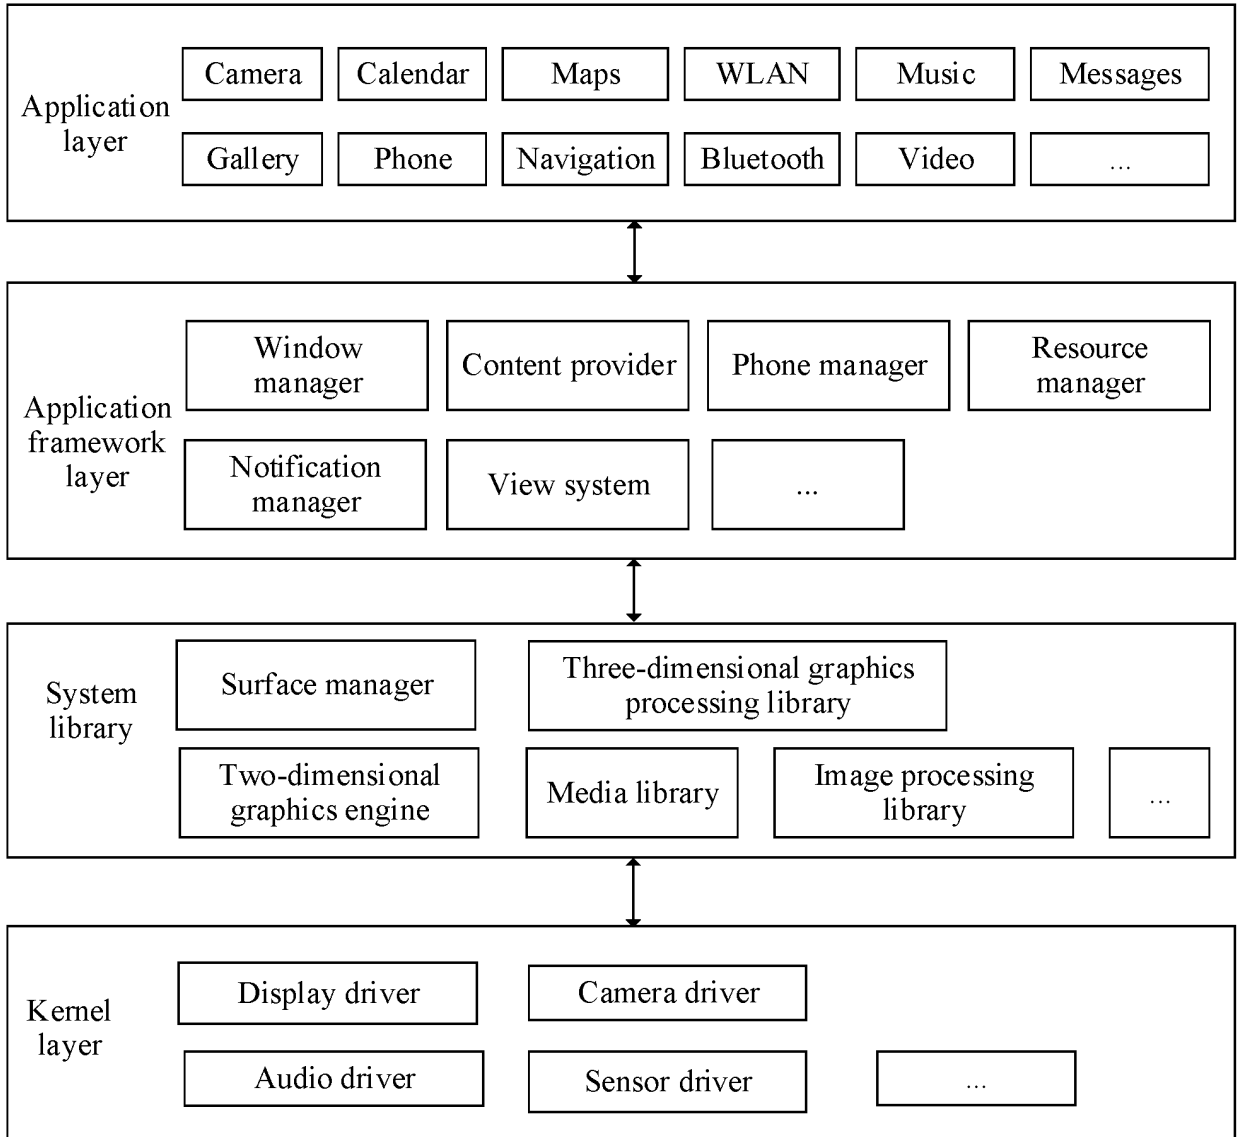 Application
layer
Camera
Calendar
Maps
WLAN
Music
Messages
Gallery
Phone
Navigation
Bluetooth
Video
...
Application
framework
layer
Window
manager
Content provider
Phone manager
Resource
manager
Notification
manager
View system
...
System
library
Surface manager
Three-dimensional graphics
processing library
Two-dimensional
graphics engine
Media library
Image processing
library
...
Kernel
layer
Display driver
Camera driver
Audio driver
Sensor driver
...